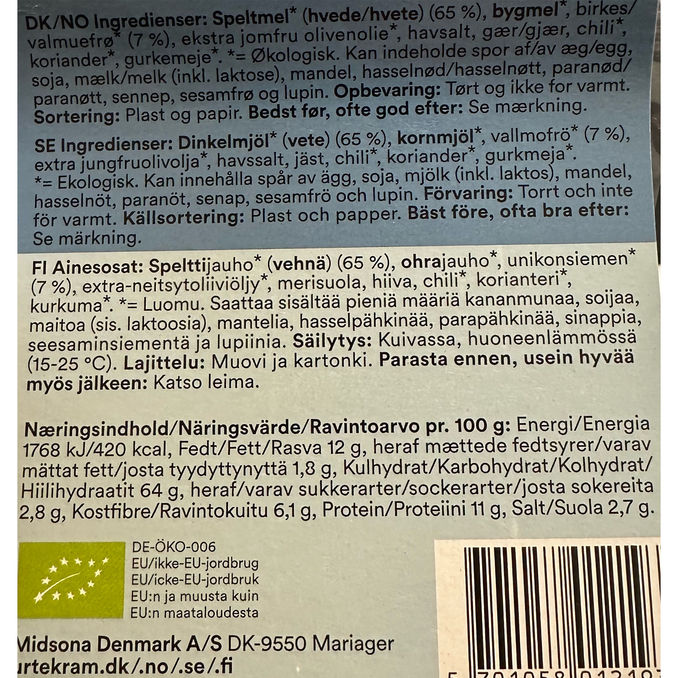 DK/NO Ingredienser: Speltmel* (hvede/hvete) (65 %), bygmel*, birkes/
valmuefrø* (7 %), ekstra jomfru olivenolie*, havsalt, gær/gjær, chili*,
koriander*, gurkemeje*. *= Økologisk. Kan indeholde spor af/av æg/egg,
soja, mælk/melk (inkl. laktose), mandel, hasselnød/hasselnøtt, paranød/
paranøtt, sennep, sesamfrø og lupin. Opbevaring: Tørt og ikke for varmt.
Sortering: Plast og papir. Bedst før, ofte god efter: Se mærkning.
SE Ingredienser: Dinkelmjöl* (vete) (65 %), kornmjöl*, vallmofrö* (7 %),
extra jungfruolivolja*, havssalt, jäst, chili*, koriander*, gurkmeja*.
*= Ekologisk. Kan innehålla spår av ägg, soja, mjölk (inkl. laktos), mandel,
hasselnöt, paranöt, senap, sesamfrö och lupin. Förvaring: Torrt och inte
för varmt. Källsortering: Plast och papper. Bäst före, ofta bra efter:
Se märkning.
FI Ainesosat: Spelttijauho* (vehnä) (65 %), ohrajauho*, unikonsiemen*
(7 %), extra-neitsytoliiviöljy*, merisuola, hiiva, chili*, korianteri*,
kurkuma*. *= Luomu. Saattaa sisältää pieniä määriä kananmunaa, soijaa,
maitoa (sis. laktoosia), mantelia, hasselpähkinää, parapähkinää, sinappia,
seesaminsiementä ja lupiinia. Säilytys: Kuivassa, huoneenlämmössä
(15-25 °C). Lajittelu: Muovi ja kartonki. Parasta ennen, usein hyvää
myös jälkeen: Katso leima.
Næringsindhold/Näringsvärde/Ravintoarvo pr. 100 g: Energi/Energia
1768 kJ/420 kcal, Fedt/Fett/Rasva 12 g, heraf mættede fedtsyrer/varav
mättat fett/josta tyydyttynyttä 1,8 g, Kulhydrat/Karbohydrat/Kolhydrat/
Hiilihydraatit 64 g, heraf/varav sukkerarter/sockerarter/josta sokereita
2,8 g, Kostfibre/Ravintokuitu 6,1 g, Protein/Proteiini 11 g, Salt/Suola 2,7 g.
DE-ÖKO-006
EU/ikke-EU-jordbrug
EU/icke-EU-jordbruk
EU:n ja muusta kuin
EU:n maataloudesta
Midsona Denmark A/S DK-9550 Mariager
urtekram.dk/.no/.se/.fi